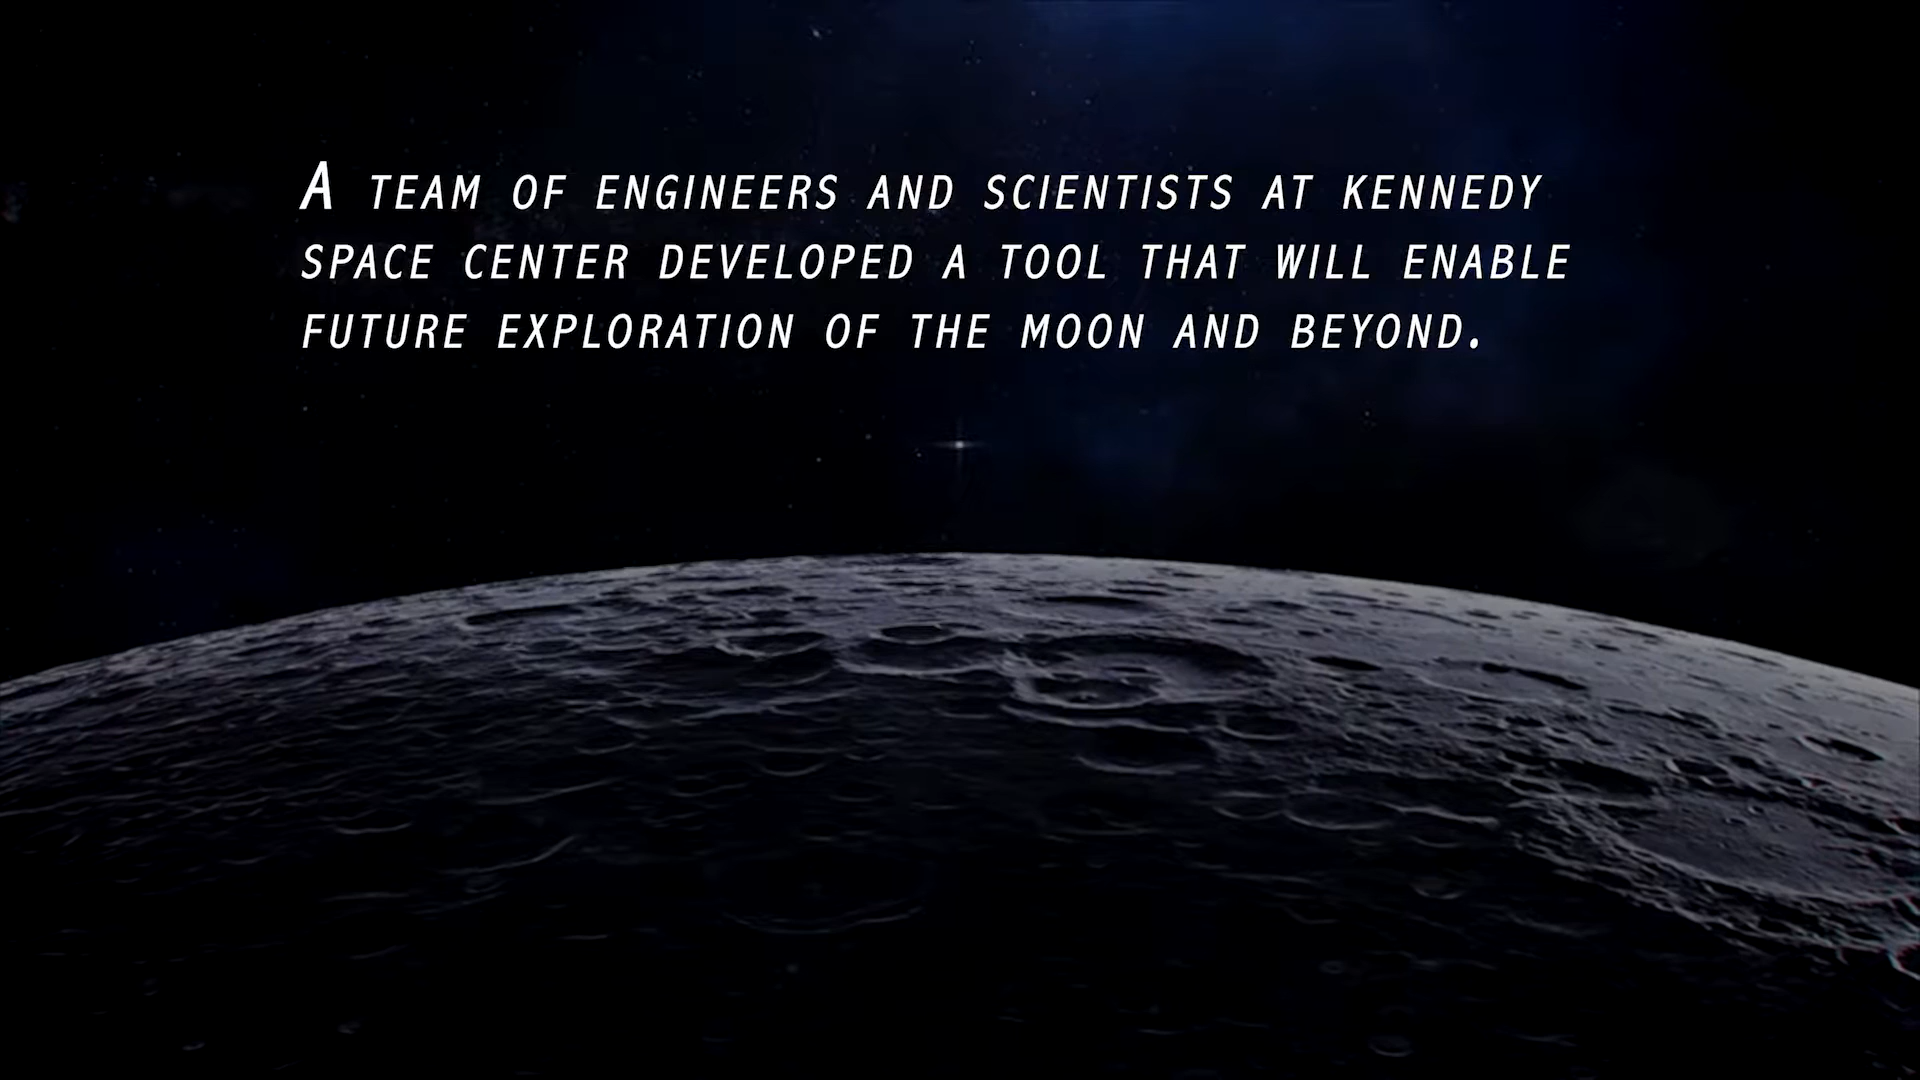 A TEAM OF ENGINEERS AND SCIENTISTS AT KENNEDY
SPACE CENTER DEVELOPED A TOOL THAT WILL ENABLE
FUTURE EXPLORATION OF THE MOON AND BEYOND.